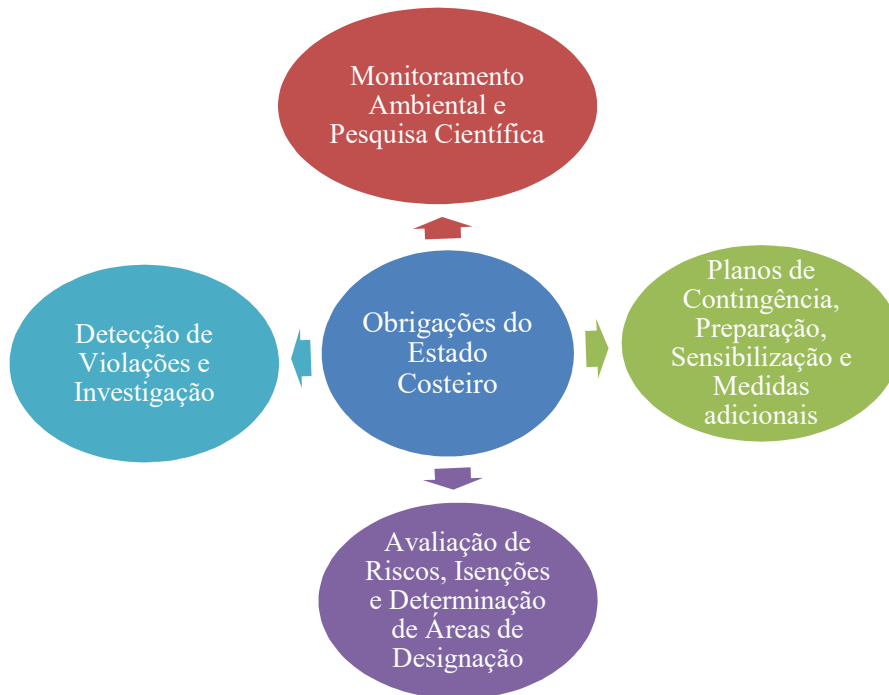 Monitoramento
Ambiental e
Pesquisa Científica
Detecção de
Violações e
Investigação
Obrigações do
Estado
Costeiro
Planos de
Contingência,
Preparação,
Sensibilização e
Medidas
adicionais
Avaliação de
Riscos, Isenções
e Determinação
de Áreas de
Designação